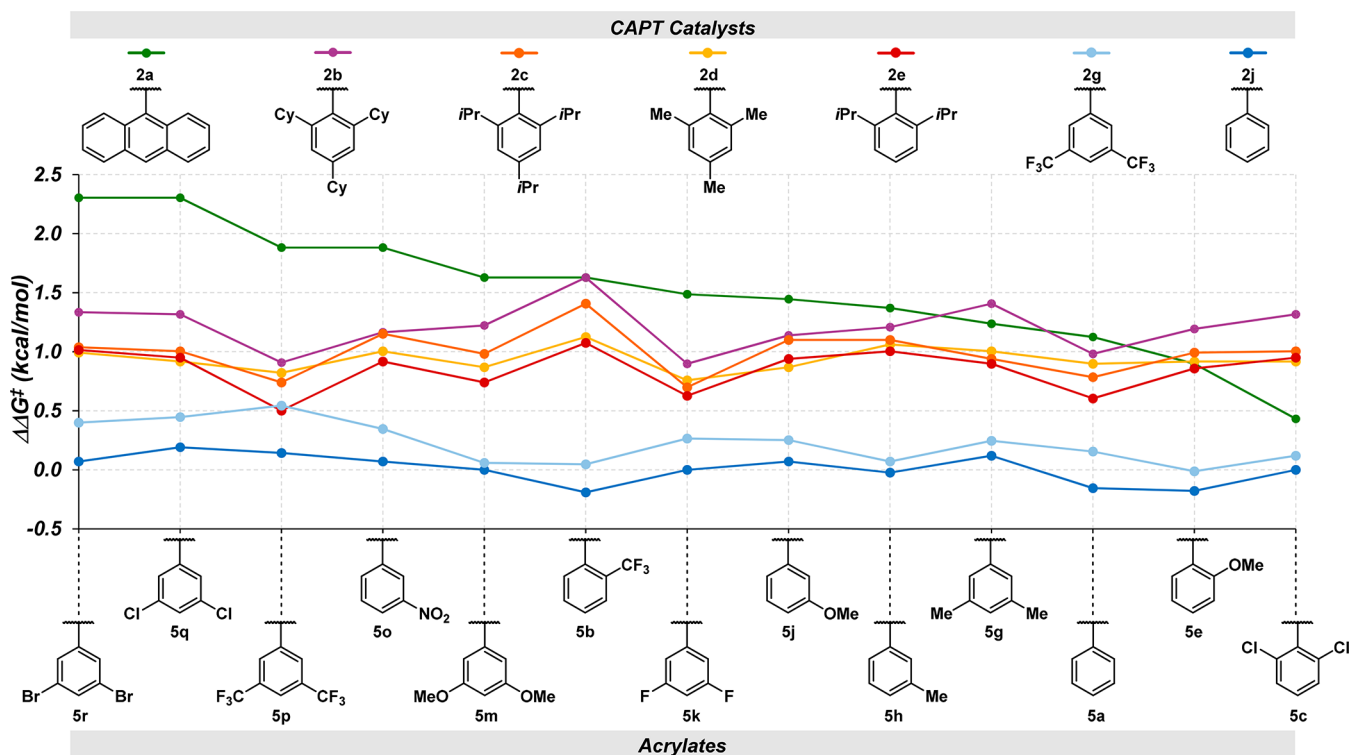 CAPT Catalysts
2a 2b 2c 2d 2e 2g 2j
Cy Cy iPr iPr Me Me iPr iPr
F3C CF3
Cy iPr Me
2.5
2.0
1.5
1.0
0.5
0.0
-0.5
ΔΔG‡ (kcal/mol)
CF3 OMe
Cl Cl NO2 OMe Me Me
5q 5o 5b 5j 5g 5e
Cl Cl
Br Br F3C CF3 MeO OMe F F Me
5r 5p 5m 5k 5h 5a 5c
Acrylates